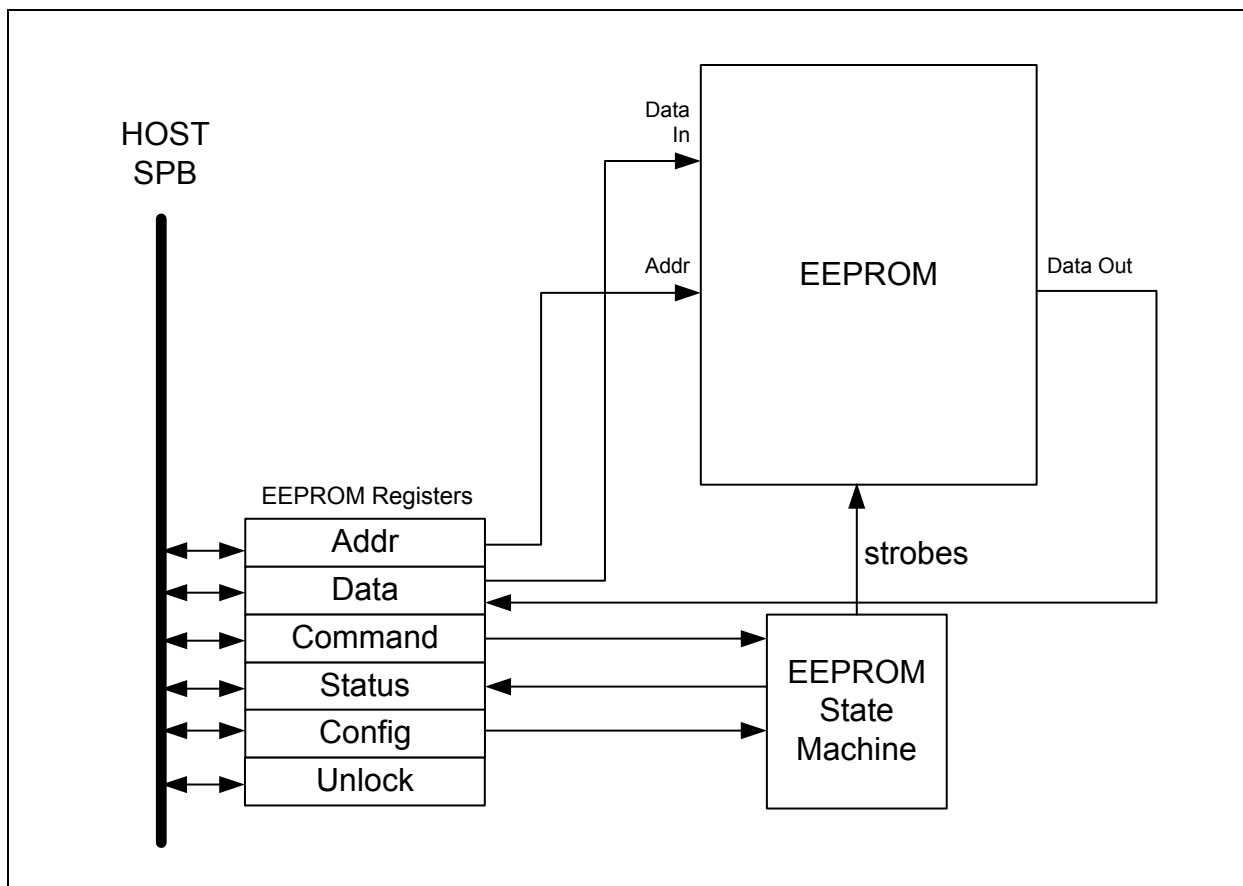 HOST
SPB
Data
In
Addr
EEPROM
Data Out
EEPROM Registers
Addr
Data
Command
Status
Config
Unlock
strobes
EEPROM
State
Machine